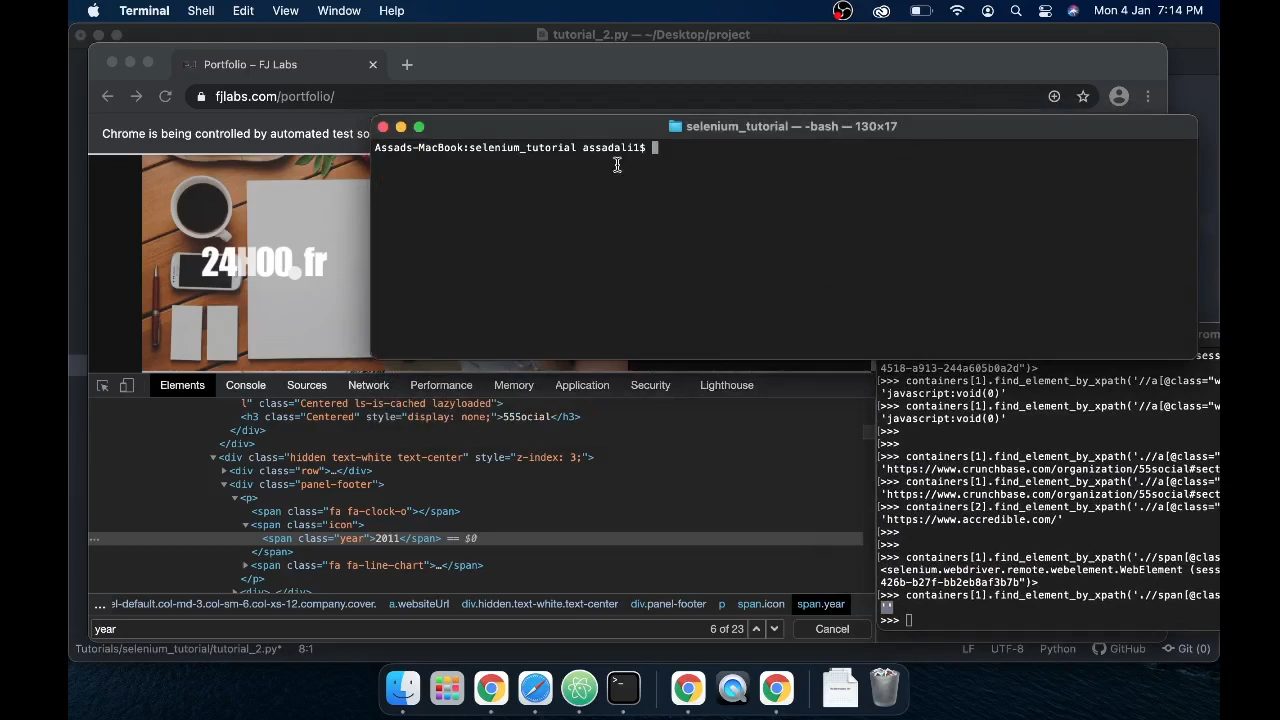 Terminal Shell Edit View Window Help Mon 4 Jan 7:14 PM
tutorial_2.py — ~/Desktop/project
Portfolio – FJ Labs
fjlabs.com/portfolio/
Chrome is being controlled by automated test so
selenium_tutorial — -bash — 130×17
Assads-MacBook:selenium_tutorial assadali1$
24H00.fr
Elements Console Sources Network Performance Memory Application Security Lighthouse
l" class="Centered ls-is-cached lazyloaded">
<h3 class="Centered" style="display: none;">55Social</h3>
</div>
</div>
<div class="hidden text-white text-center" style="z-index: 3;">
<div class="row">…</div>
<div class="panel-footer">
<p>
<span class="fa fa-clock-o"></span>
<span class="icon">
<span class="year">2011</span> == $0
</span>
<span class="fa fa-line-chart">…</span>
</p>
… el-default.col-md-3.col-sm-6.col-xs-12.company.cover. a.websiteUrl div.hidden.text-white.text-center div.panel-footer p span.icon span.year
year 6 of 23 Cancel
sess
4518-a913-244a605b0a2d")>
>>> containers[1].find_element_by_xpath('//a[@class="w
'javascript:void(0)'
>>> containers[1].find_element_by_xpath('//a[@class="w
'javascript:void(0)'
>>>
>>>
>>> containers[1].find_element_by_xpath('.//a[@class="
'https://www.crunchbase.com/organization/55social#sect
>>> containers[1].find_element_by_xpath('.//a[@class="
'https://www.crunchbase.com/organization/55social#sect
>>> containers[2].find_element_by_xpath('.//a[@class="
'https://www.accredible.com/'
>>>
>>>
>>> containers[1].find_element_by_xpath('.//span[@clas
<selenium.webdriver.remote.webelement.WebElement (sess
426b-b27f-bb2eb8af3b7b")>
>>> containers[1].find_element_by_xpath('.//span[@clas
''
>>>
Tutorials/selenium_tutorial/tutorial_2.py* 8:1 LF UTF-8 Python GitHub Git (0)